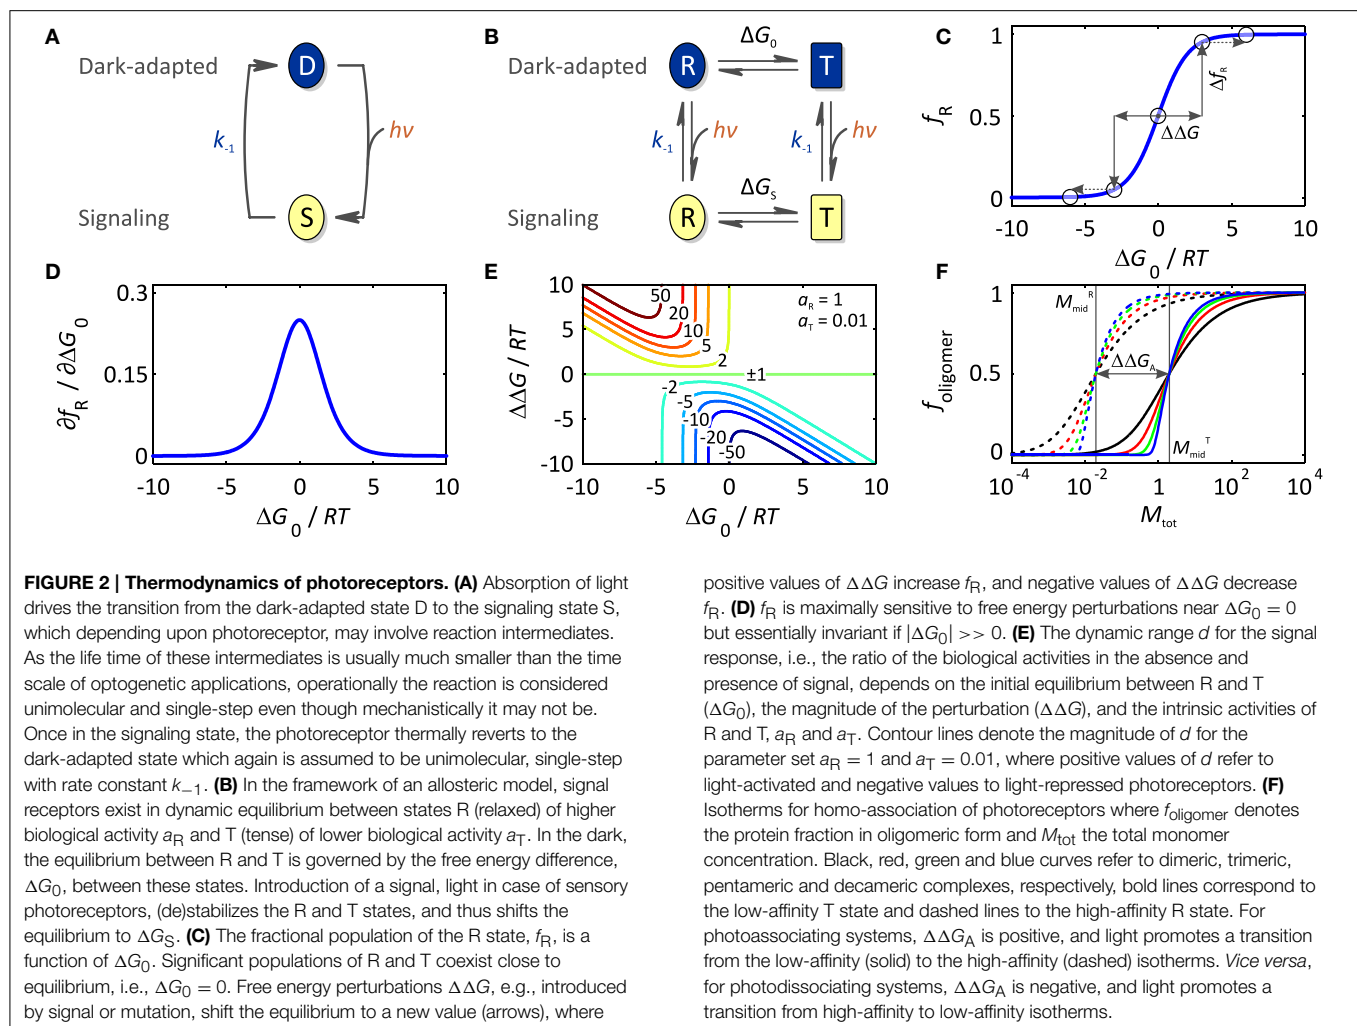 A
Dark-adapted
D
k-1
hν
Signaling
S
B
ΔG0
Dark-adapted
R
T
k-1
hν
k-1
hν
ΔGS
Signaling
R
T
C
1
0.5
0
fR
ΔfR
ΔΔG
-10
-5
0
5
10
ΔG0 / RT
D
0.3
0.15
0
∂fR / ∂ΔG0
-10
-5
0
5
10
ΔG0 / RT
E
10
5
0
-5
-10
ΔΔG / RT
50
20
10
5
2
±1
-2
-5
-10
-20
-50
aR = 1
aT = 0.01
-10
-5
0
5
10
ΔG0 / RT
F
1
0.5
0
foligomer
MmidR
ΔΔGA
MmidT
10-4
10-2
1
102
104
Mtot
FIGURE 2 | Thermodynamics of photoreceptors. (A) Absorption of light
drives the transition from the dark-adapted state D to the signaling state S,
which depending upon photoreceptor, may involve reaction intermediates.
As the life time of these intermediates is usually much smaller than the time
scale of optogenetic applications, operationally the reaction is considered
unimolecular and single-step even though mechanistically it may not be.
Once in the signaling state, the photoreceptor thermally reverts to the
dark-adapted state which again is assumed to be unimolecular, single-step
with rate constant k−1. (B) In the framework of an allosteric model, signal
receptors exist in dynamic equilibrium between states R (relaxed) of higher
biological activity aR and T (tense) of lower biological activity aT. In the dark,
the equilibrium between R and T is governed by the free energy difference,
ΔG0, between these states. Introduction of a signal, light in case of sensory
photoreceptors, (de)stabilizes the R and T states, and thus shifts the
equilibrium to ΔGS. (C) The fractional population of the R state, fR, is a
function of ΔG0. Significant populations of R and T coexist close to
equilibrium, i.e., ΔG0 = 0. Free energy perturbations ΔΔG, e.g., introduced
by signal or mutation, shift the equilibrium to a new value (arrows), where
positive values of ΔΔG increase fR, and negative values of ΔΔG decrease
fR. (D) fR is maximally sensitive to free energy perturbations near ΔG0 = 0
but essentially invariant if |ΔG0| >> 0. (E) The dynamic range d for the signal
response, i.e., the ratio of the biological activities in the absence and
presence of signal, depends on the initial equilibrium between R and T
(ΔG0), the magnitude of the perturbation (ΔΔG), and the intrinsic activities of
R and T, aR and aT. Contour lines denote the magnitude of d for the
parameter set aR = 1 and aT = 0.01, where positive values of d refer to
light-activated and negative values to light-repressed photoreceptors. (F)
Isotherms for homo-association of photoreceptors where foligomer denotes
the protein fraction in oligomeric form and Mtot the total monomer
concentration. Black, red, green and blue curves refer to dimeric, trimeric,
pentameric and decameric complexes, respectively, bold lines correspond to
the low-affinity T state and dashed lines to the high-affinity R state. For
photoassociating systems, ΔΔGA is positive, and light promotes a transition
from the low-affinity (solid) to the high-affinity (dashed) isotherms. Vice versa,
for photodissociating systems, ΔΔGA is negative, and light promotes a
transition from high-affinity to low-affinity isotherms.